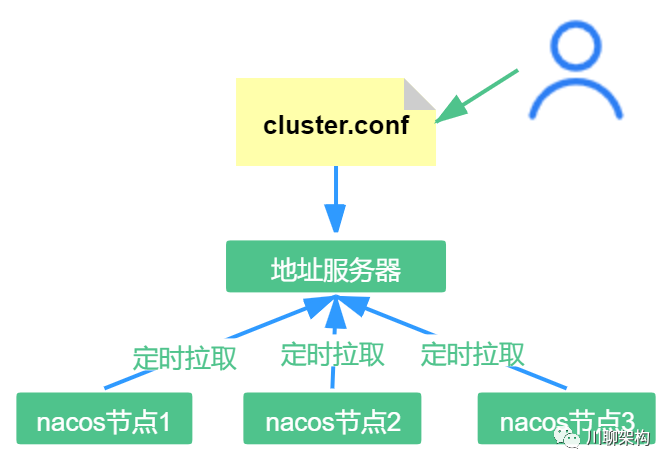 cluster.conf
地址服务器
定时拉取
定时拉取
定时拉取
nacos节点1
nacos节点2
nacos节点3
川聊架构